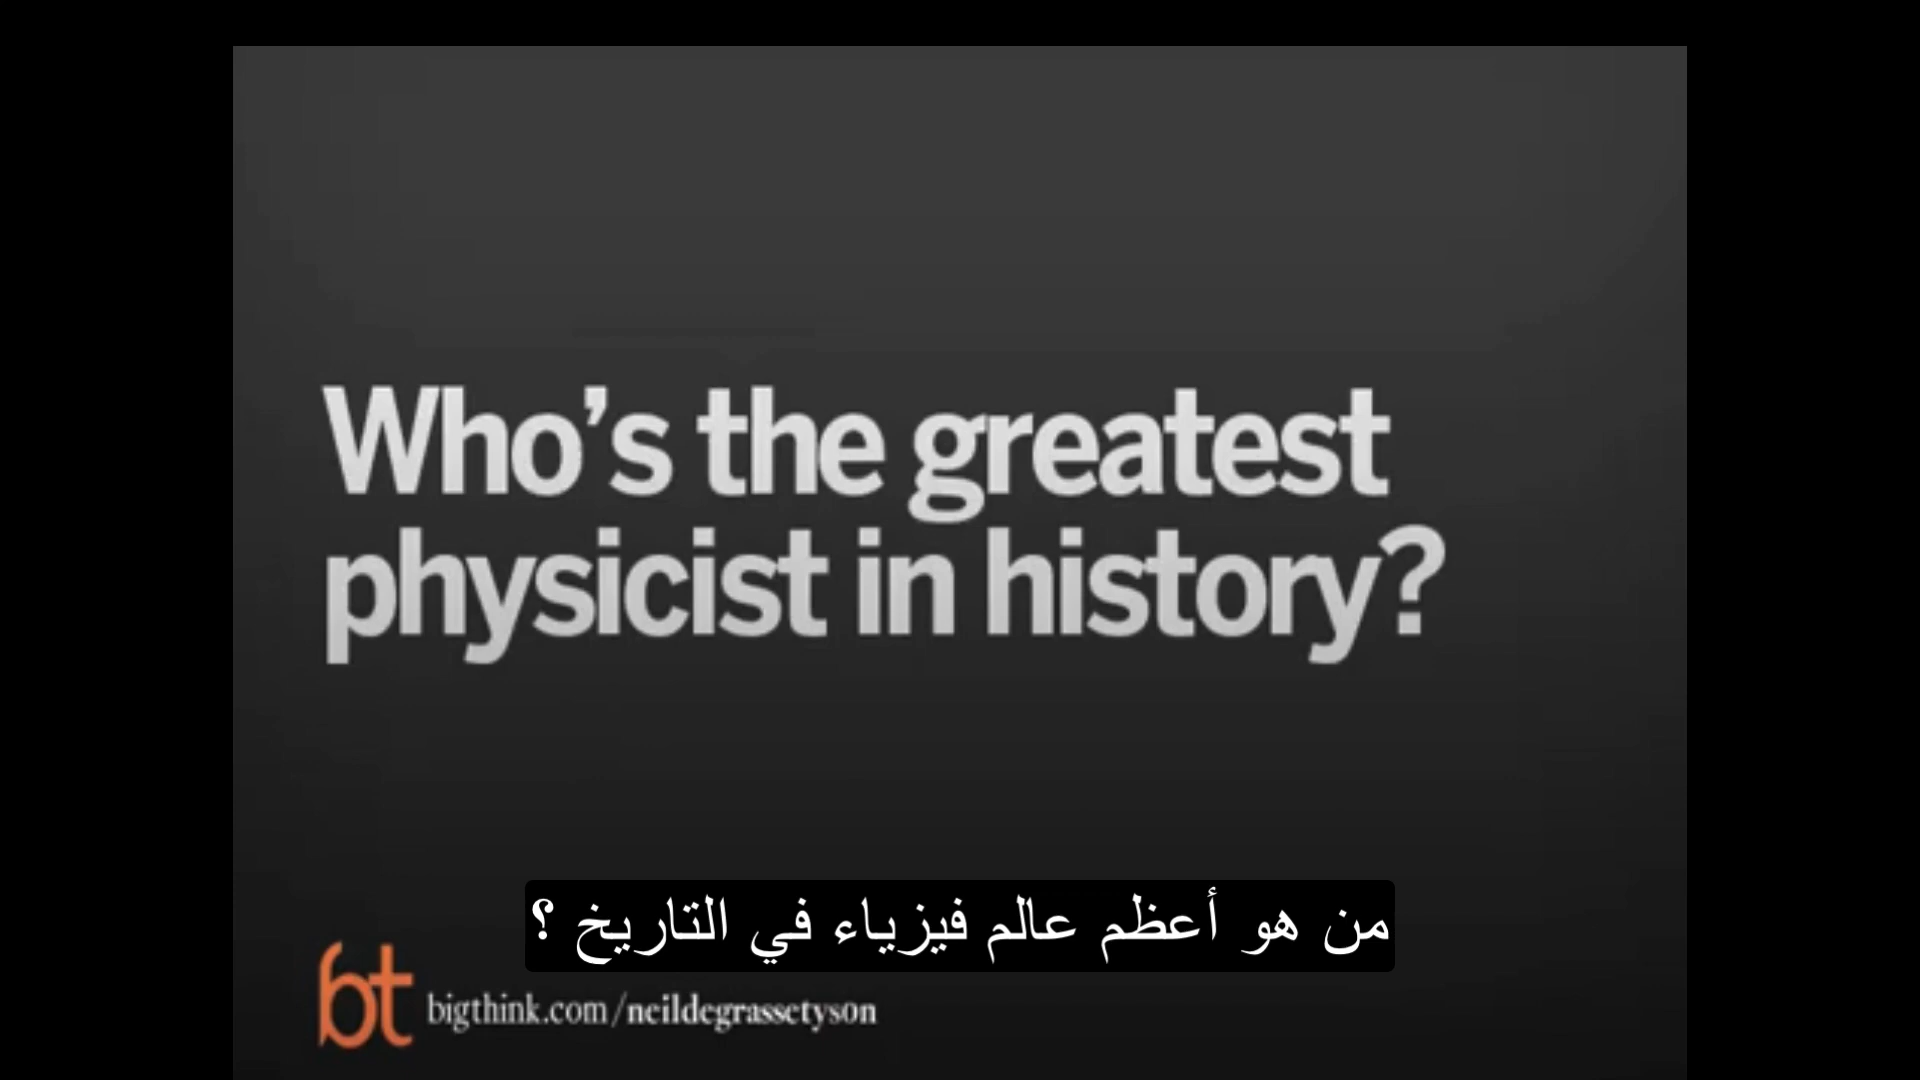 Who's the greatest
physicist in history?
من هو أعظم عالم فيزياء في التاريخ ؟
bt bigthink.com/neildegrassetyson